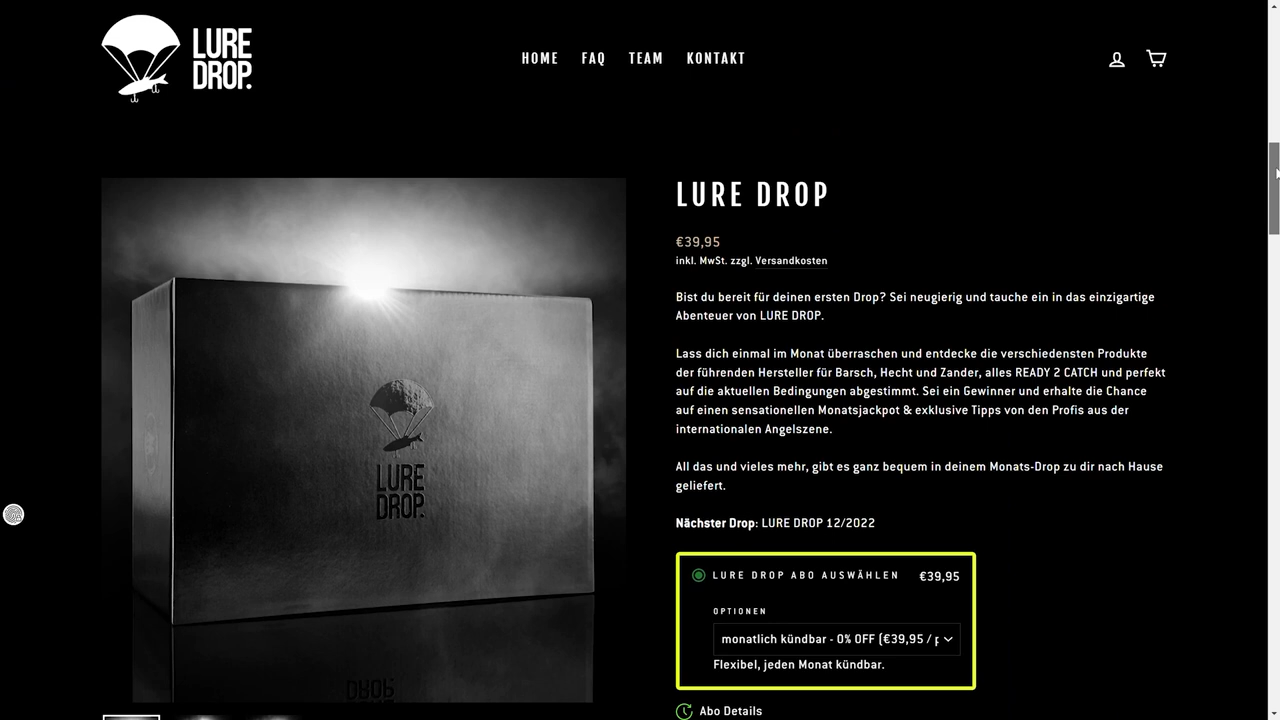 LURE
DROP.
HOME FAQ TEAM KONTAKT
LURE
DROP.
LURE DROP
€39,95
inkl. MwSt. zzgl. Versandkosten
Bist du bereit für deinen ersten Drop? Sei neugierig und tauche ein in das einzigartige
Abenteuer von LURE DROP.
Lass dich einmal im Monat überraschen und entdecke die verschiedensten Produkte
der führenden Hersteller für Barsch, Hecht und Zander, alles READY 2 CATCH und perfekt
auf die aktuellen Bedingungen abgestimmt. Sei ein Gewinner und erhalte die Chance
auf einen sensationellen Monatsjackpot & exklusive Tipps von den Profis aus der
internationalen Angelszene.
All das und vieles mehr, gibt es ganz bequem in deinem Monats-Drop zu dir nach Hause
geliefert.
Nächster Drop: LURE DROP 12/2022
LURE DROP ABO AUSWÄHLEN €39,95
OPTIONEN
monatlich kündbar - 0% OFF (€39,95 /
Flexibel, jeden Monat kündbar.
Abo Details